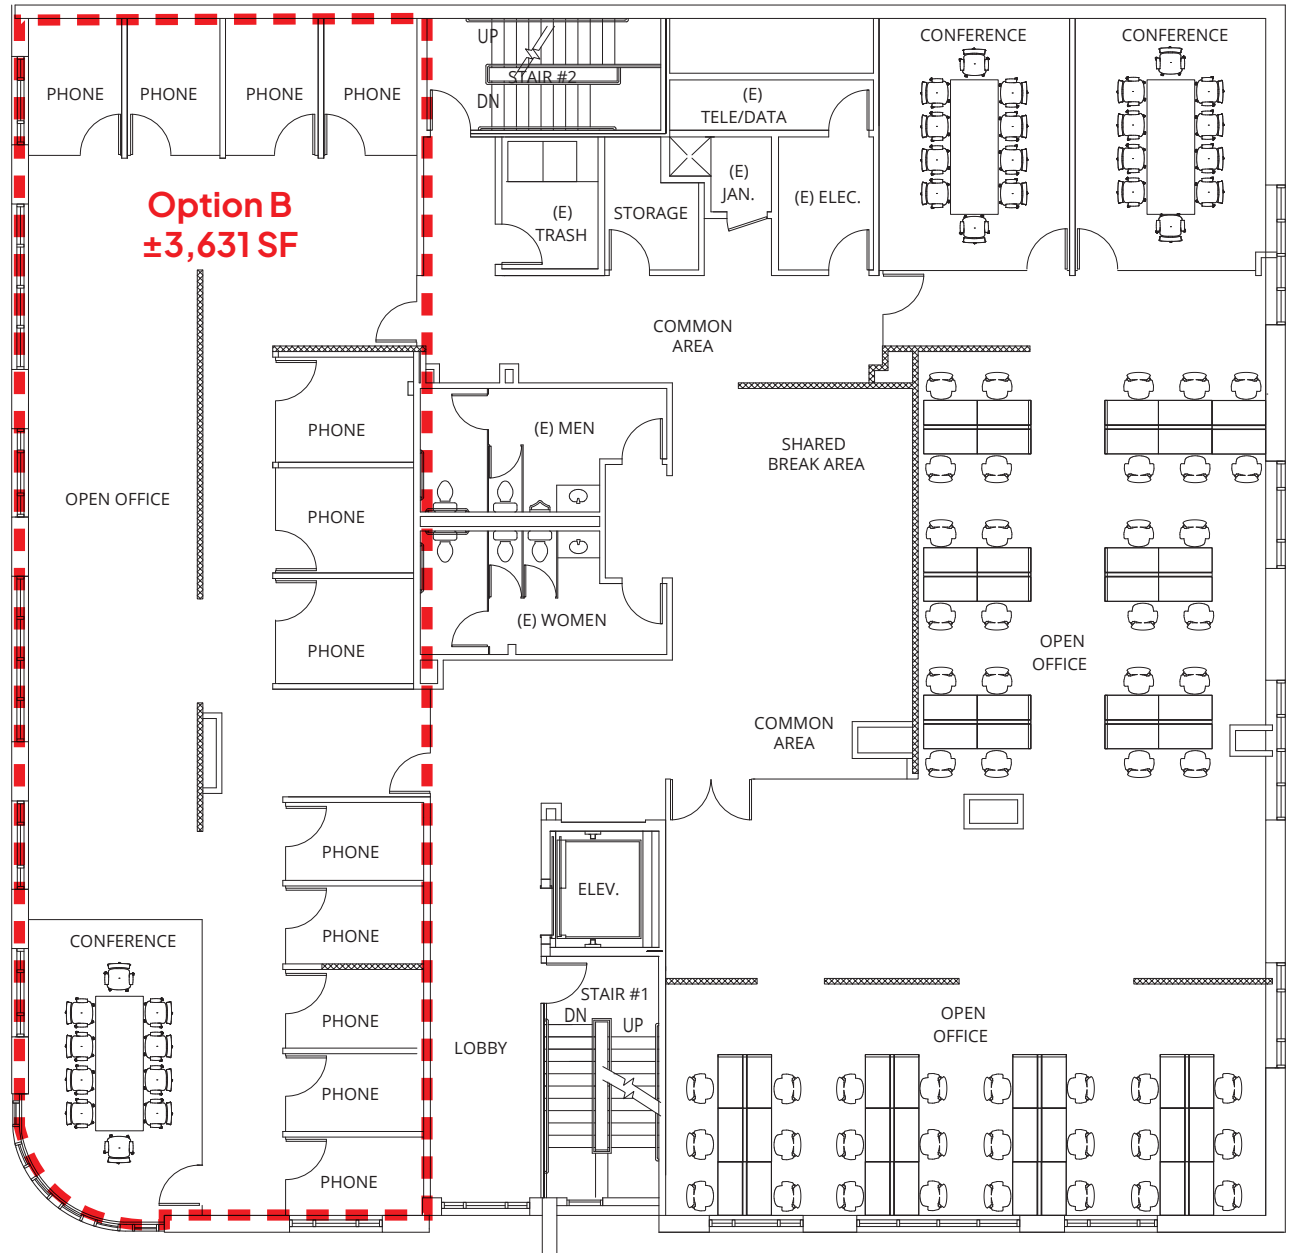 CONFERENCE
CONFERENCE
UP
STAIR #2
DN
PHONE
PHONE
PHONE
PHONE
(E)
TELE/DATA
(E)
JAN.
(E) ELEC.
Option B
±3,631 SF
(E)
TRASH
STORAGE
COMMON
AREA
PHONE
(E) MEN
SHARED
BREAK AREA
OPEN OFFICE
PHONE
(E) WOMEN
PHONE
OPEN
OFFICE
COMMON
AREA
PHONE
ELEV.
PHONE
CONFERENCE
STAIR #1
DN
UP
OPEN
OFFICE
PHONE
LOBBY
PHONE
PHONE